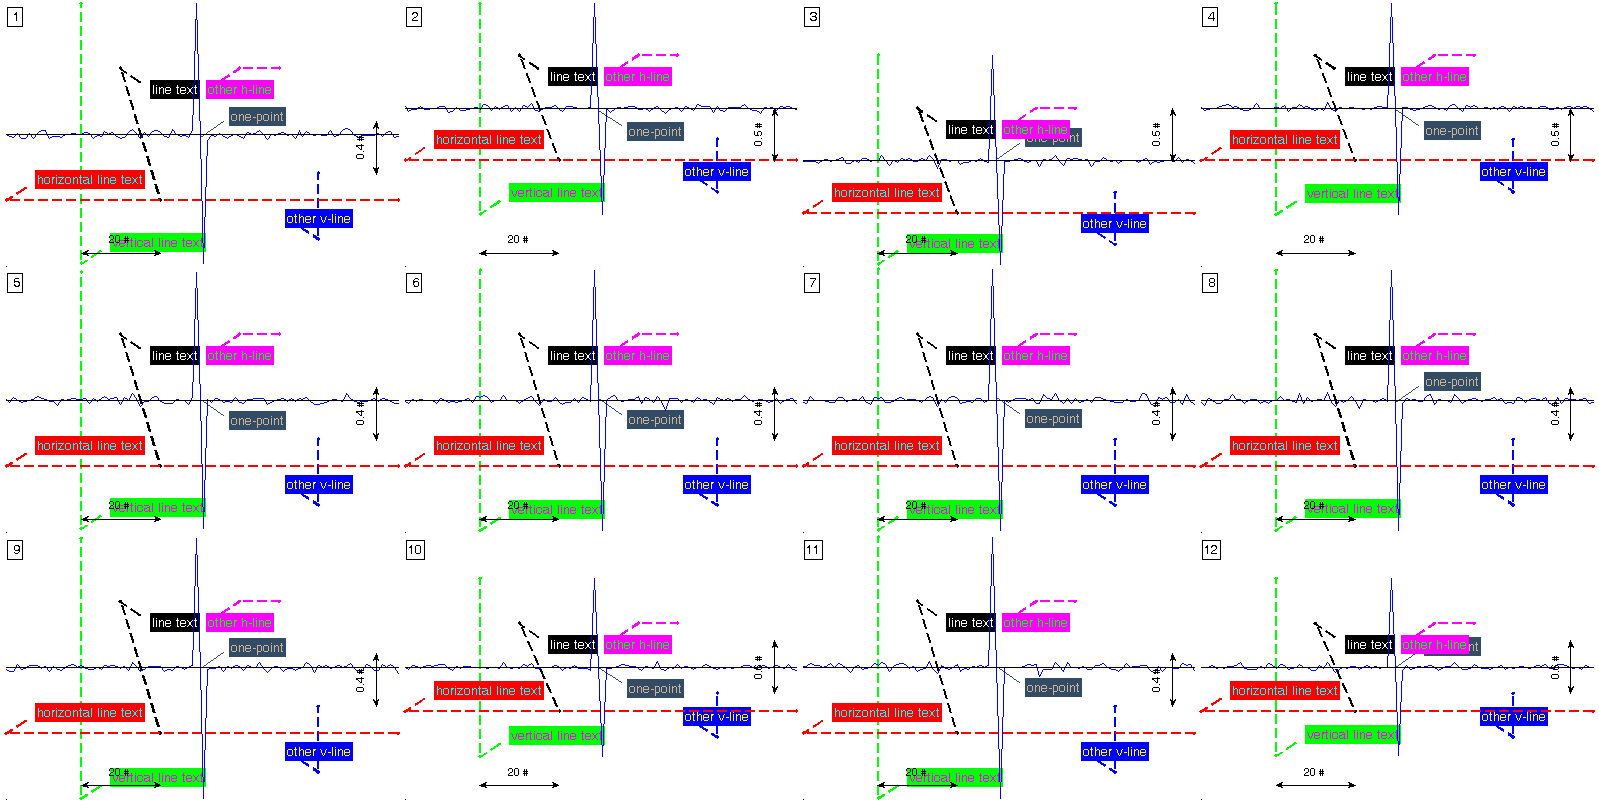 1
line text other h-line
one-point
0.4 #
horizontal line text
other v-line
20 #
vertical line text
2
line text other h-line
one-point
0.5 #
horizontal line text
other v-line
vertical line text
20 #
3
line text other h-line
one-point
0.5 #
horizontal line text
other v-line
20 #
vertical line text
4
line text other h-line
one-point
0.5 #
horizontal line text
other v-line
vertical line text
20 #
5
line text other h-line
one-point
0.4 #
horizontal line text
other v-line
20 #
vertical line text
6
line text other h-line
one-point
0.4 #
horizontal line text
other v-line
20 #
vertical line text
7
line text other h-line
one-point
0.4 #
horizontal line text
other v-line
20 #
vertical line text
8
line text other h-line
one-point
0.4 #
horizontal line text
other v-line
20 #
vertical line text
9
line text other h-line
one-point
0.4 #
horizontal line text
other v-line
20 #
vertical line text
10
line text other h-line
0.6 #
one-point
horizontal line text
other v-line
vertical line text
20 #
11
line text other h-line
one-point
0.4 #
horizontal line text
other v-line
20 #
vertical line text
12
line text other h-line
0.6 #
horizontal line text
other v-line
vertical line text
20 #